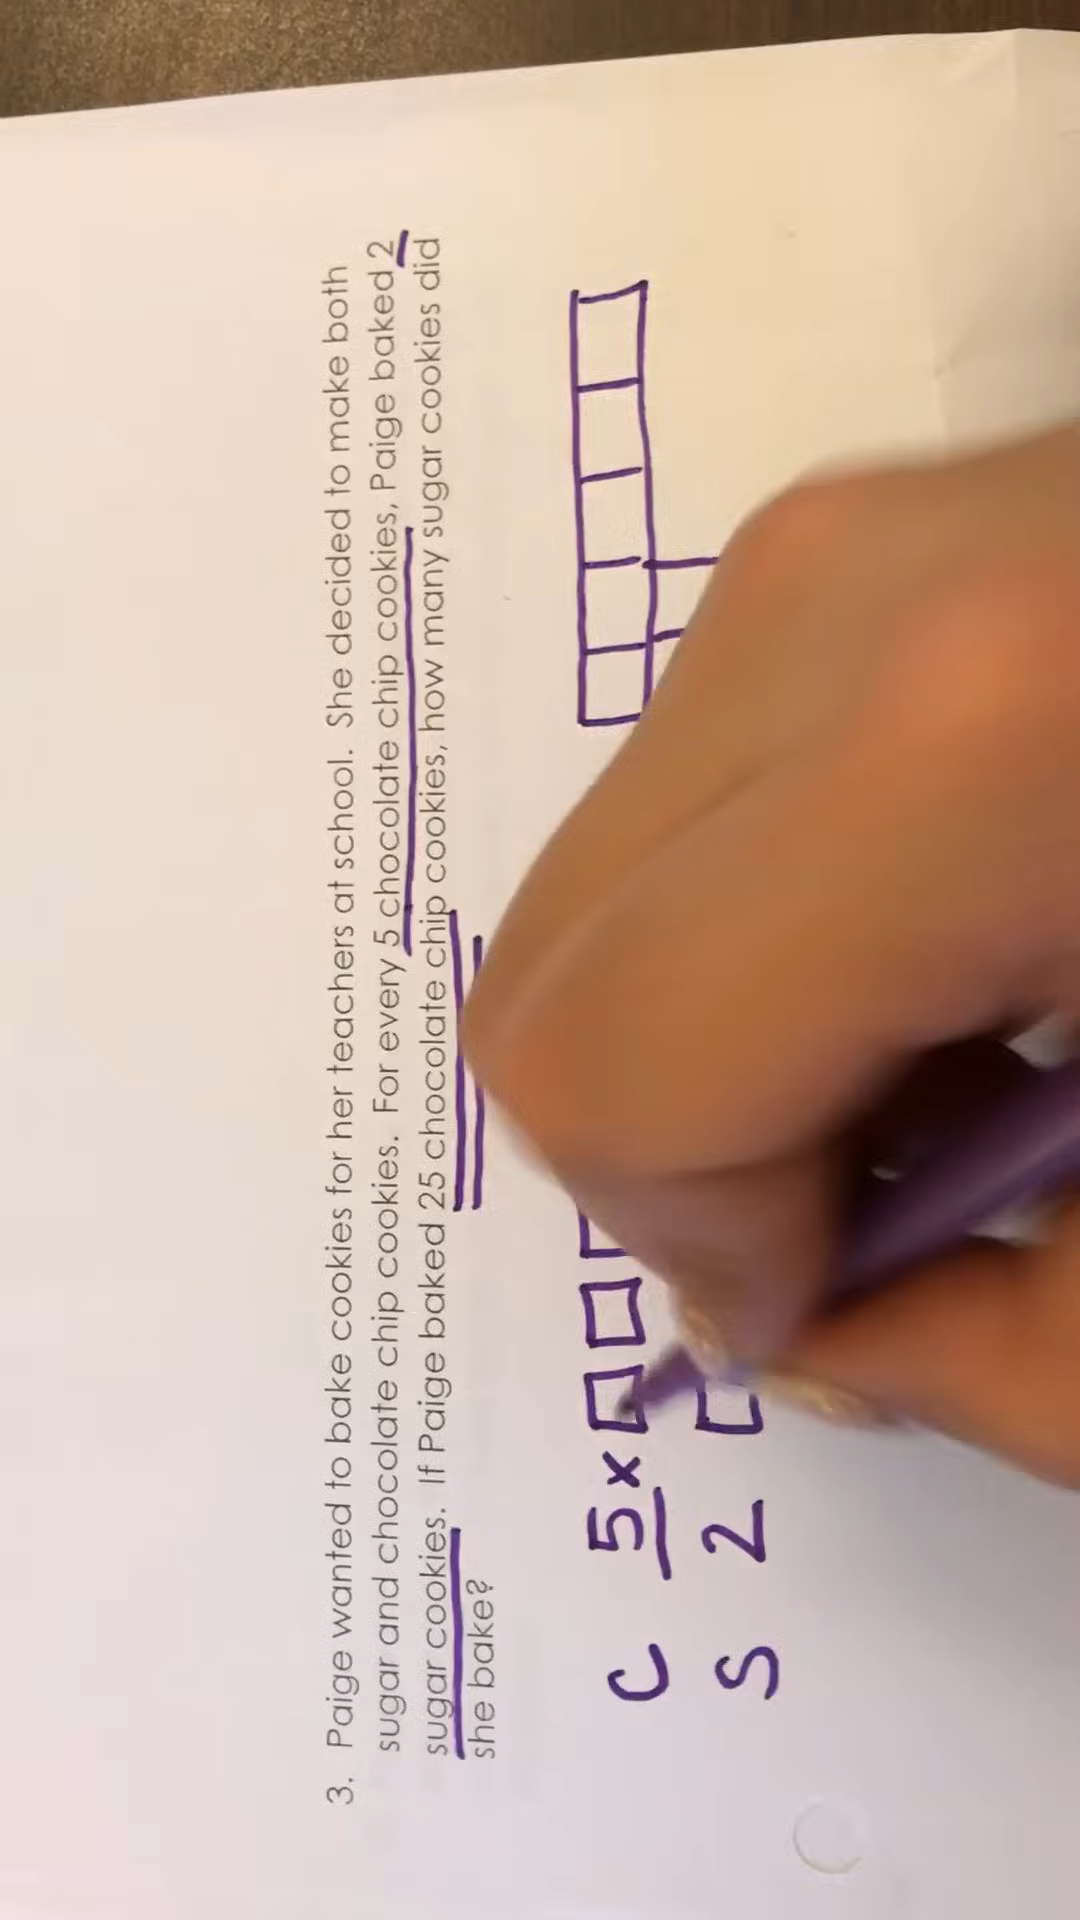 3. Paige wanted to bake cookies for her teachers at school. She decided to make both
sugar and chocolate chip cookies. For every 5 chocolate chip cookies, Paige baked 2
sugar cookies. If Paige baked 25 chocolate chip cookies, how many sugar cookies did
she bake?
C 5 x
S 2